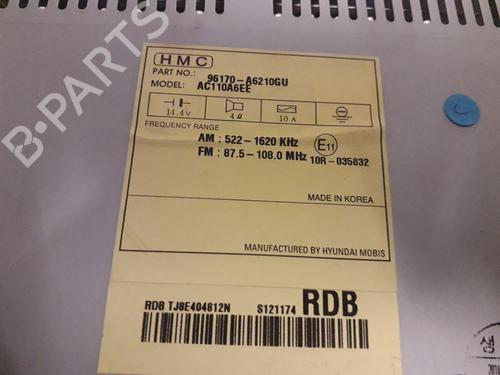 HMC
PART NO.: 96170-A6210GU
MODEL: AC110A6EE
14.4V 4Ω 10A
FREQUENCY RANGE
AM : 522-1620 KHz
FM : 87.5-108.0 MHz
E11
10R-035832
MADE IN KOREA
MANUFACTURED BY HYUNDAI MOBIS
RDB TJ8E404812N S121174 RDB
B-PARTS